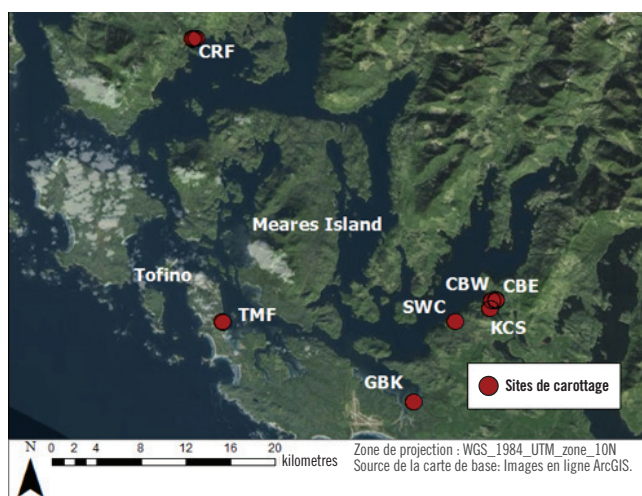 CRF
Meares Island
Tofino
CBW CBE
SWC
TMF
KCS
GBK
Sites de carottage
N 0 2 4 8 12 16 20
kilometres
Zone de projection : WGS_1984_UTM_zone_10N
Source de la carte de base: Images en ligne ArcGIS.